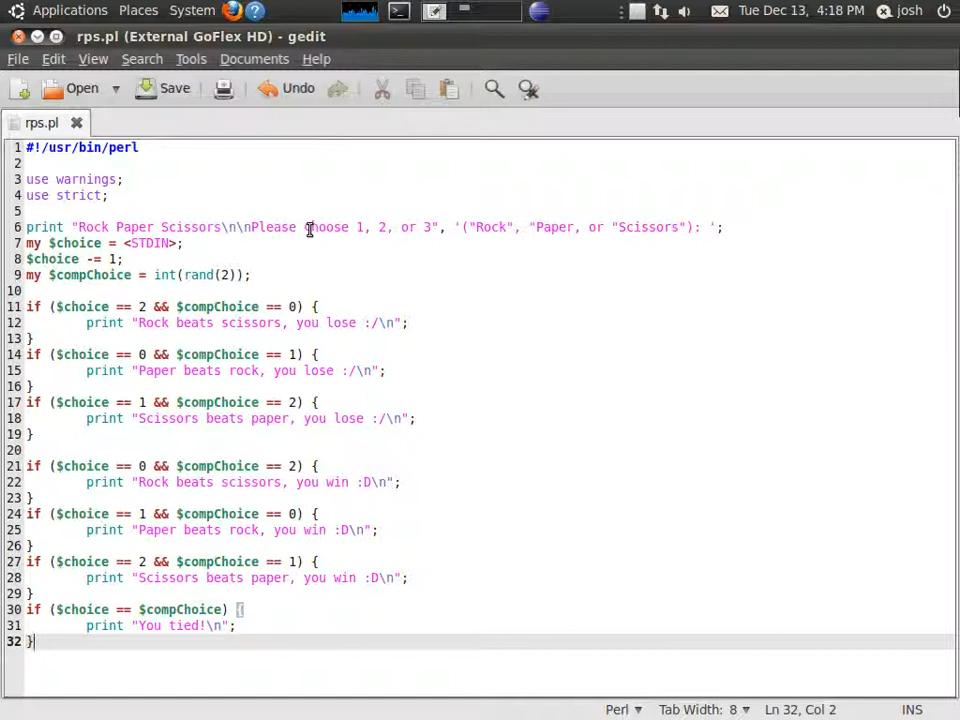 Applications Places System Tue Dec 13, 4:18 PM josh
rps.pl (External GoFlex HD) - gedit
File Edit View Search Tools Documents Help
Open Save Undo
rps.pl
1 #!/usr/bin/perl
2
3 use warnings;
4 use strict;
5
6 print "Rock Paper Scissors\n\nPlease choose 1, 2, or 3", '("Rock", "Paper, or "Scissors"): ';
7 my $choice = <STDIN>;
8 $choice -= 1;
9 my $compChoice = int(rand(2));
10
11 if ($choice == 2 && $compChoice == 0) {
12 print "Rock beats scissors, you lose :/\n";
13 }
14 if ($choice == 0 && $compChoice == 1) {
15 print "Paper beats rock, you lose :/\n";
16 }
17 if ($choice == 1 && $compChoice == 2) {
18 print "Scissors beats paper, you lose :/\n";
19 }
20
21 if ($choice == 0 && $compChoice == 2) {
22 print "Rock beats scissors, you win :D\n";
23 }
24 if ($choice == 1 && $compChoice == 0) {
25 print "Paper beats rock, you win :D\n";
26 }
27 if ($choice == 2 && $compChoice == 1) {
28 print "Scissors beats paper, you win :D\n";
29 }
30 if ($choice == $compChoice) {
31 print "You tied!\n";
32 }
Perl Tab Width: 8 Ln 32, Col 2 INS